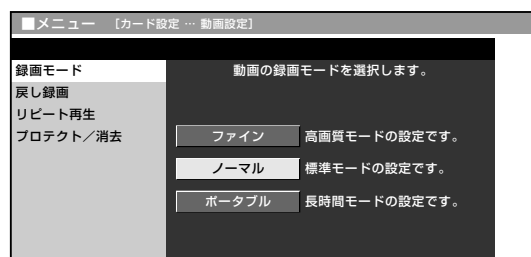 ■メニュー [カード設定 … 動画設定]
録画モード
戻し録画
リピート再生
プロテクト／消去
動画の録画モードを選択します。
ファイン 高画質モードの設定です。
ノーマル 標準モードの設定です。
ポータブル 長時間モードの設定です。